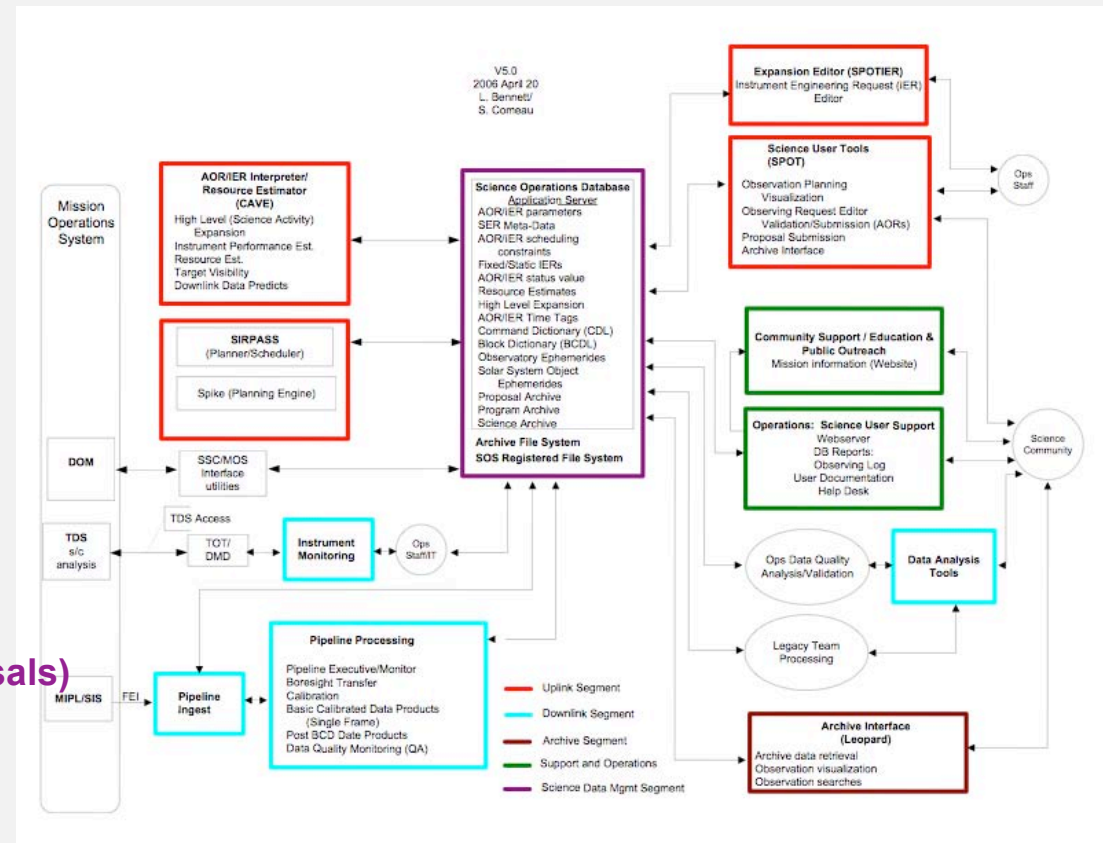 V5.0
2006 April 20
L. Bennett/
S. Comeau
Mission
Operations
System
DOM
TDS
s/c
analysis
MIPL/SIS
AOR/IER Interpreter/
Resource Estimator
(CAVE)
High Level (Science Activity)
Expansion
Instrument Performance Est.
Resource Est.
Target Visibility
Downlink Data Predicts
SIRPASS
(Planner/Scheduler)
Spike (Planning Engine)
SSC/MOS
Interface
utilities
TDS Access
TOT/
DMD
Instrument
Monitoring
Ops
Staff/IT
sals)
FEI
Pipeline
Ingest
Pipeline Processing
Pipeline Executive/Monitor
Boresight Transfer
Calibration
Basic Calibrated Data Products
(Single Frame)
Post BCD Date Products
Data Quality Monitoring (QA)
Science Operations Database
Application Server
AOR/IER parameters
SER Meta-Data
AOR/IER scheduling
constraints
Fixed/Static IERs
AOR/IER status value
Resource Estimates
High Level Expansion
AOR/IER Time Tags
Command Dictionary (CDL)
Block Dictionary (BCDL)
Observatory Ephemerides
Solar System Object
Ephemerides
Proposal Archive
Program Archive
Science Archive
Archive File System
SOS Registered File System
Expansion Editor (SPOTIER)
Instrument Engineering Request (IER)
Editor
Science User Tools
(SPOT)
Observation Planning
Visualization
Observing Request Editor
Validation/Submission (AORs)
Proposal Submission
Archive Interface
Ops
Staff
Community Support / Education &
Public Outreach
Mission information (Website)
Operations: Science User Support
Webserver
DB Reports:
Observing Log
User Documentation
Help Desk
Science
Community
Ops Data Quality
Analysis/Validation
Data Analysis
Tools
Legacy Team
Processing
Archive Interface
(Leopard)
Archive data retrieval
Observation visualization
Observation searches
Uplink Segment
Downlink Segment
Archive Segment
Support and Operations
Science Data Mgmt Segment